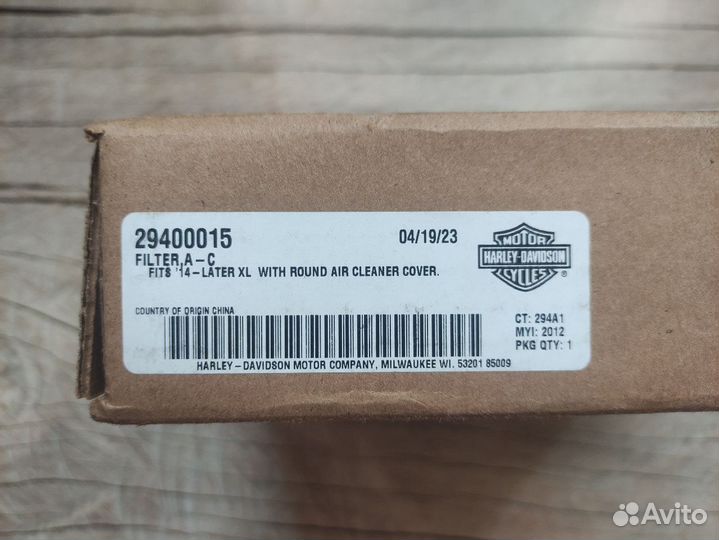 29400015 04/19/23
FILTER,A-C
FITS '14-LATER XL WITH ROUND AIR CLEANER COVER.
MOTOR
HARLEY-DAVIDSON
CYCLES
®
COUNTRY OF ORIGIN CHINA
CT: 294A1
MYI: 2012
PKG QTY: 1
HARLEY-DAVIDSON MOTOR COMPANY, MILWAUKEE WI. 53201 85009
Avito